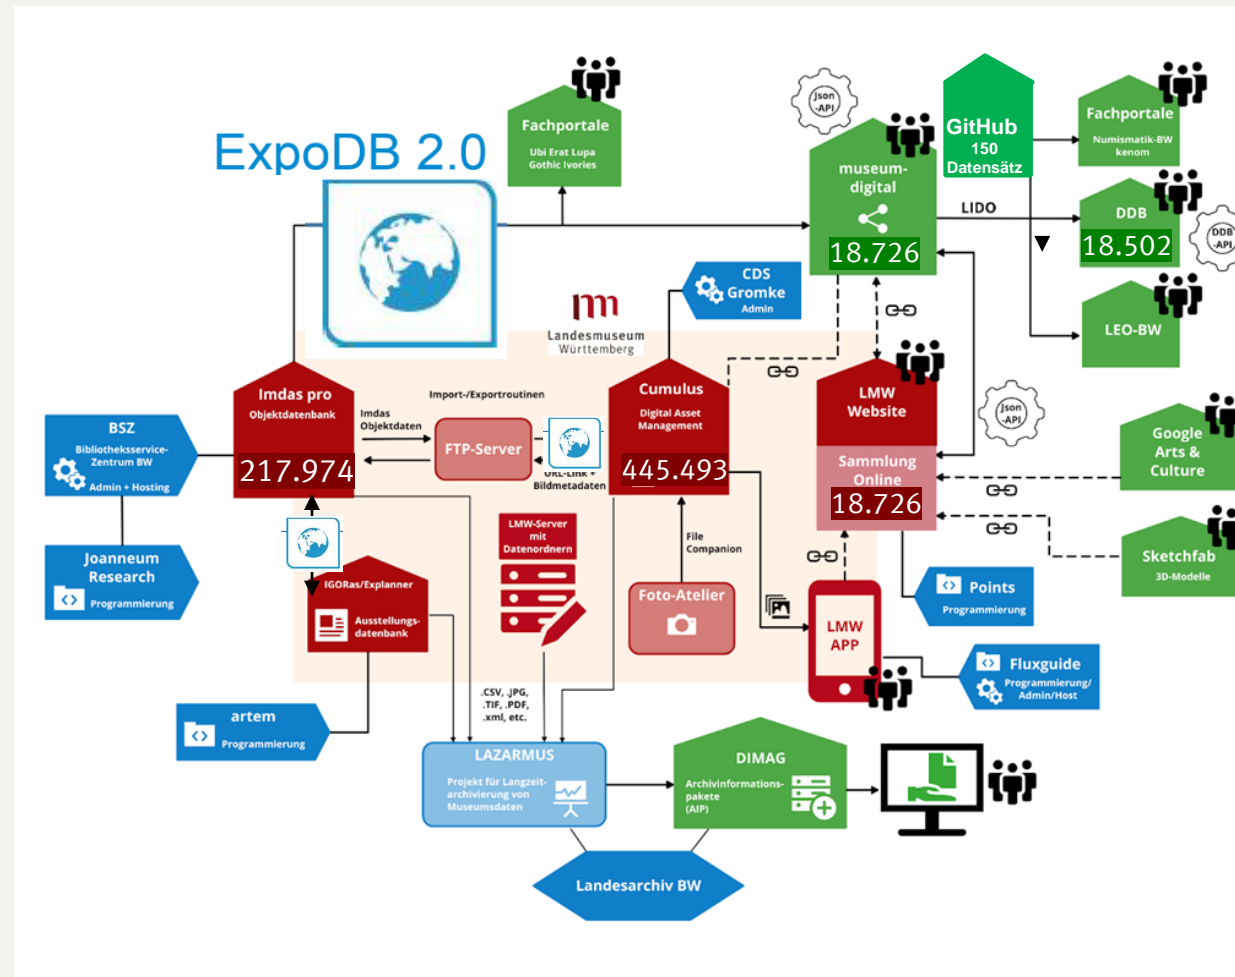 ExpoDB 2.0
Fachportale
Ubi Erat Lupa
Gothic Ivories
Json
-API
museum-
digital
18.726
GitHub
150
Datensätz
Fachportale
Numismatik-BW
kenom
LIDO
DDB
18.502
DDB
-API
LEO-BW
CDS
Gromke
Admin
Landesmuseum
Württemberg
Imdas pro
Objektdatenbank
217.974
Import-/Exportroutinen
Imdas
Objektdaten
FTP-Server
URL-Link +
Bildmetadaten
Cumulus
Digital Asset
Management
445.493
LMW
Website
Sammlung
Online
18.726
Json
-API
Google
Arts &
Culture
Sketchfab
3D-Modelle
BSZ
Bibliotheksservice-
Zentrum BW
Admin + Hosting
Joanneum
Research
Programmierung
LMW-Server
mit
Datenordnern
File
Companion
Foto-Atelier
IGORas/Explanner
Ausstellungs-
datenbank
LMW
APP
Points
Programmierung
Fluxguide
Programmierung/
Admin/Host
artem
Programmierung
.CSV, .JPG,
.TIF, .PDF,
.xml, etc.
LAZARMUS
Projekt für Langzeit-
archivierung von
Museumsdaten
DIMAG
Archivinformations-
pakete
(AIP)
Landesarchiv BW